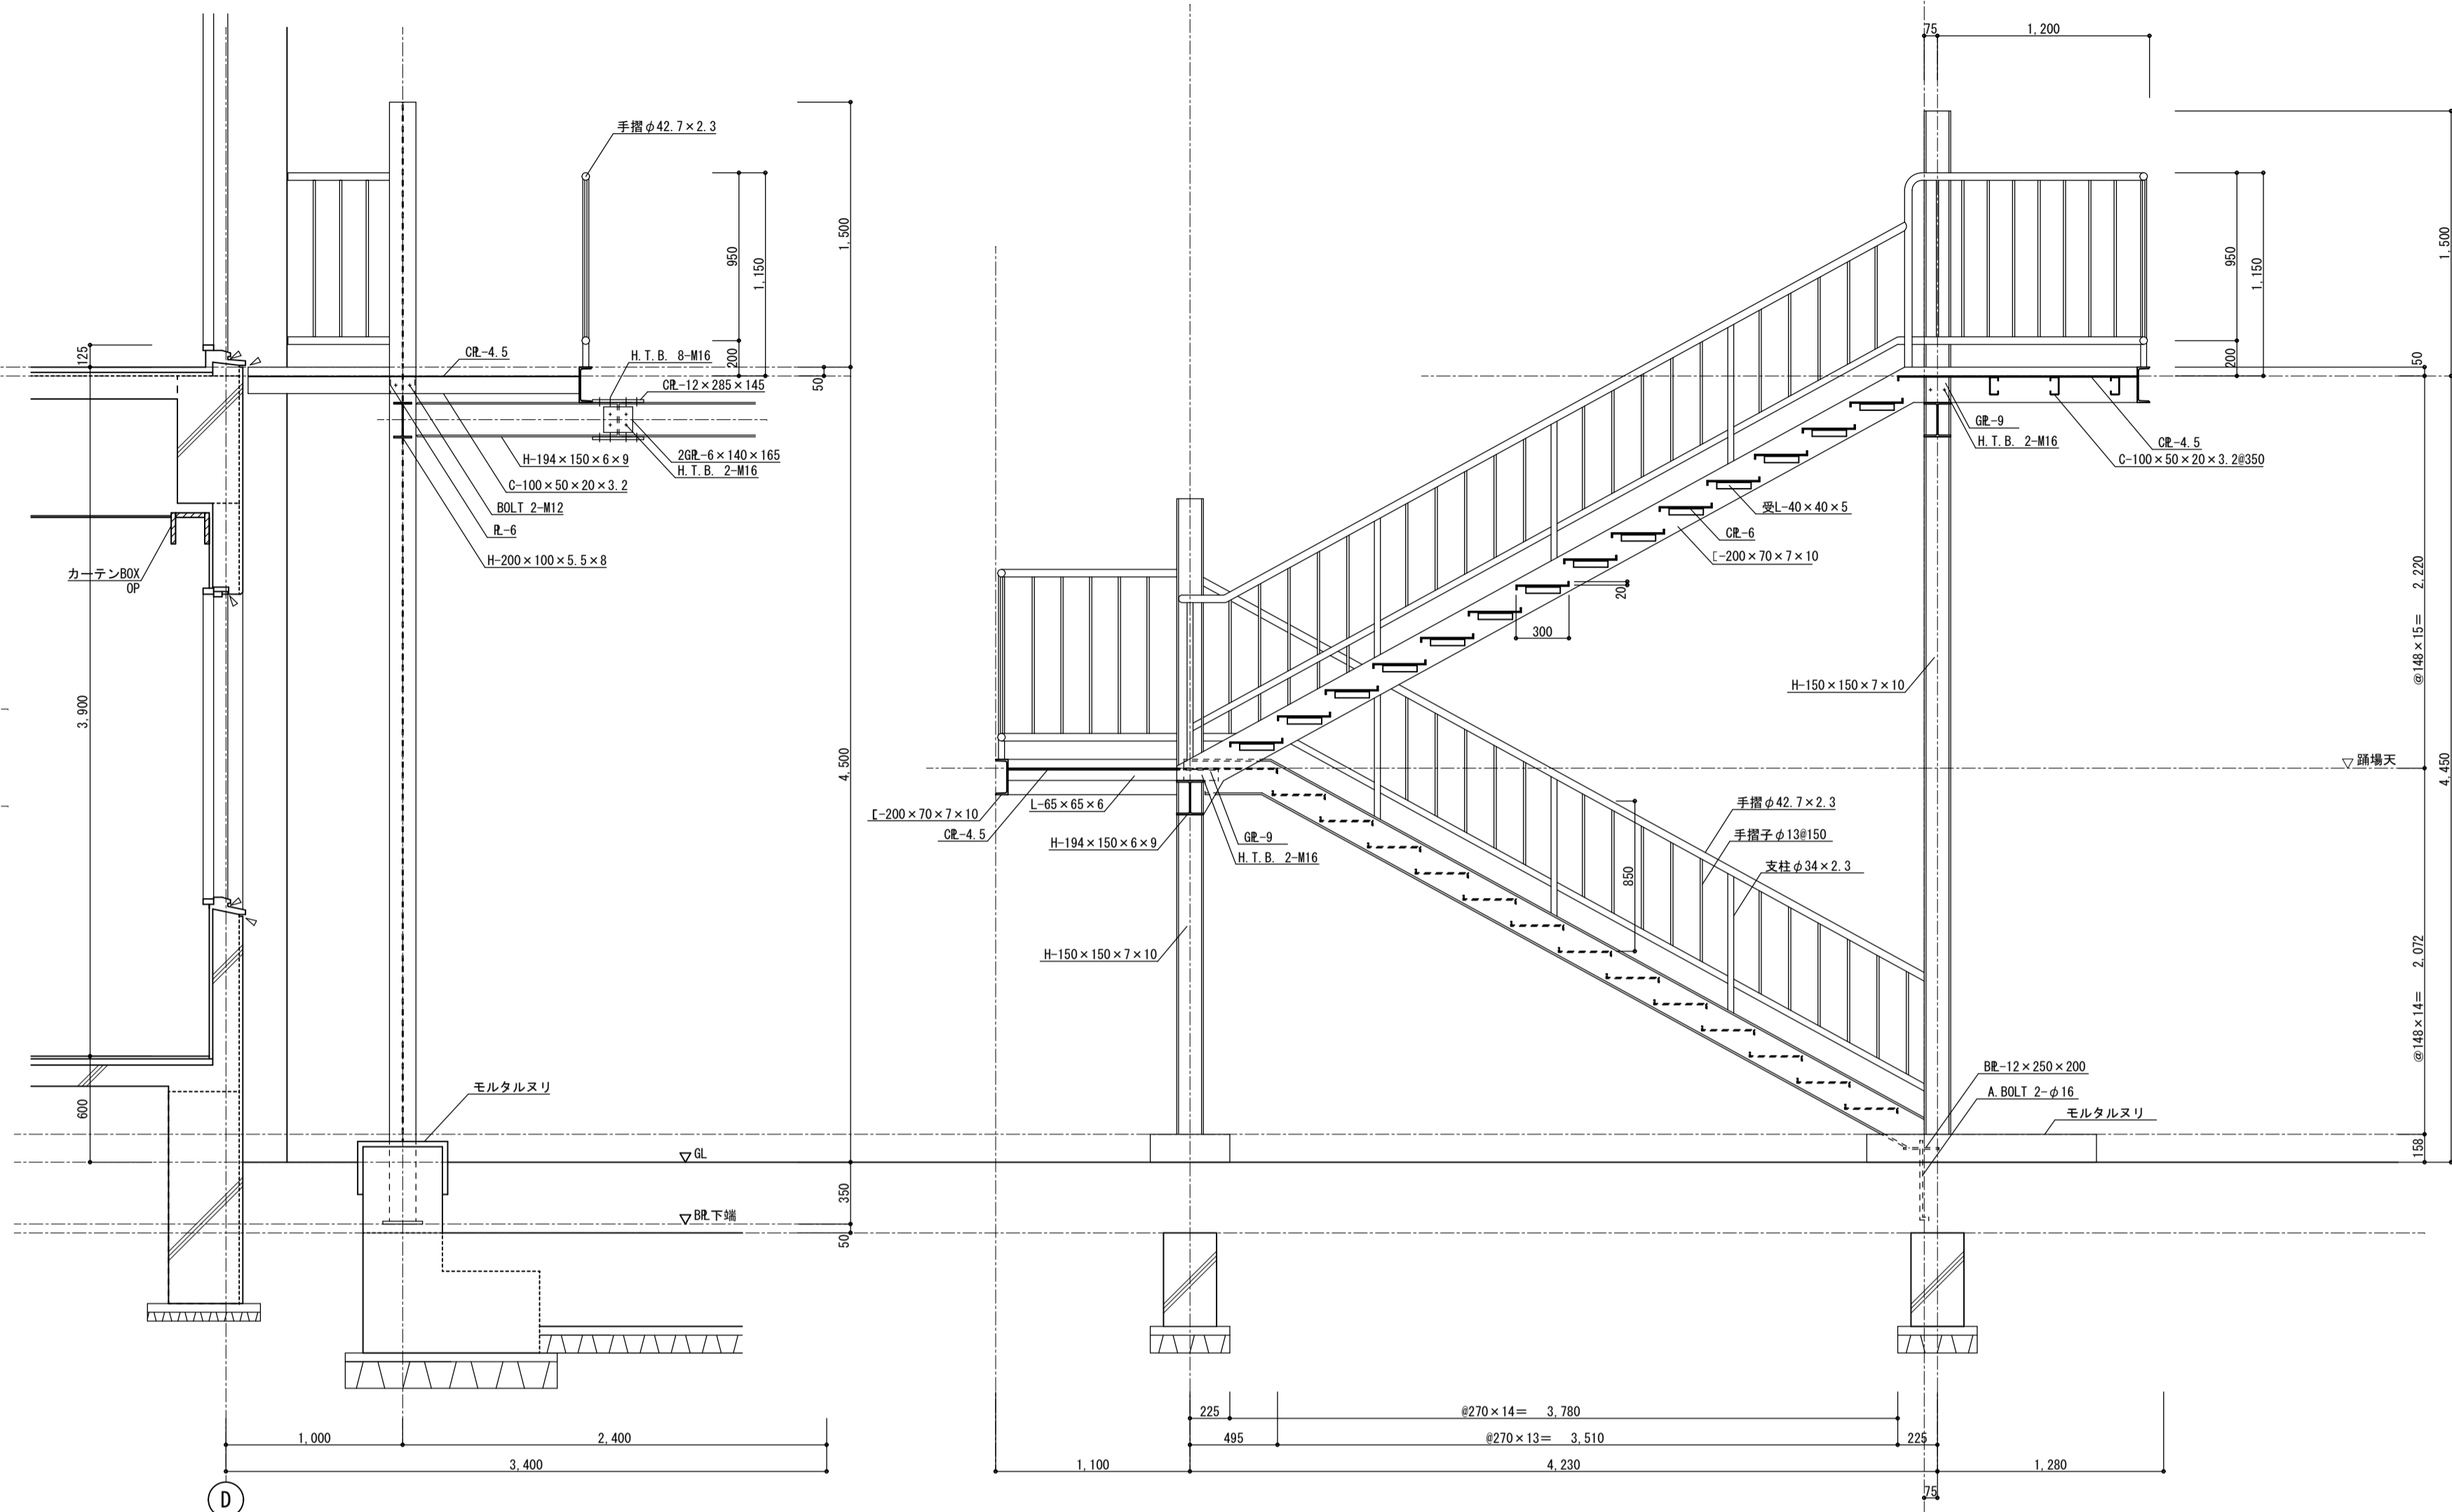 75
1,200
手摺φ42.7×2.3
1,500
950
1,150
200
50
125
CPL-4.5
H.T.B. 8-M16
CPL-12×285×145
2GPL-6×140×165
H.T.B. 2-M16
H-194×150×6×9
C-100×50×20×3.2
BOLT 2-M12
PL-6
H-200×100×5.5×8
カーテンBOX
OP
3,900
4,500
600
モルタルヌリ
▽GL
350
▽BPL下端
50
1,000
2,400
3,400
D
1,500
950
1,150
200
50
GPL-9
H.T.B. 2-M16
CPL-4.5
C-100×50×20×3.2@350
受L-40×40×5
CPL-6
[-200×70×7×10
20
300
@148×15= 2,220
H-150×150×7×10
▽踊場天
4,450
[-200×70×7×10
CPL-4.5
L-65×65×6
H-194×150×6×9
GPL-9
H.T.B. 2-M16
手摺φ42.7×2.3
手摺子φ13@150
支柱φ34×2.3
850
H-150×150×7×10
@148×14= 2,072
BPL-12×250×200
A.BOLT 2-φ16
モルタルヌリ
158
225
@270×14= 3,780
495
@270×13= 3,510
225
1,100
4,230
1,280
75